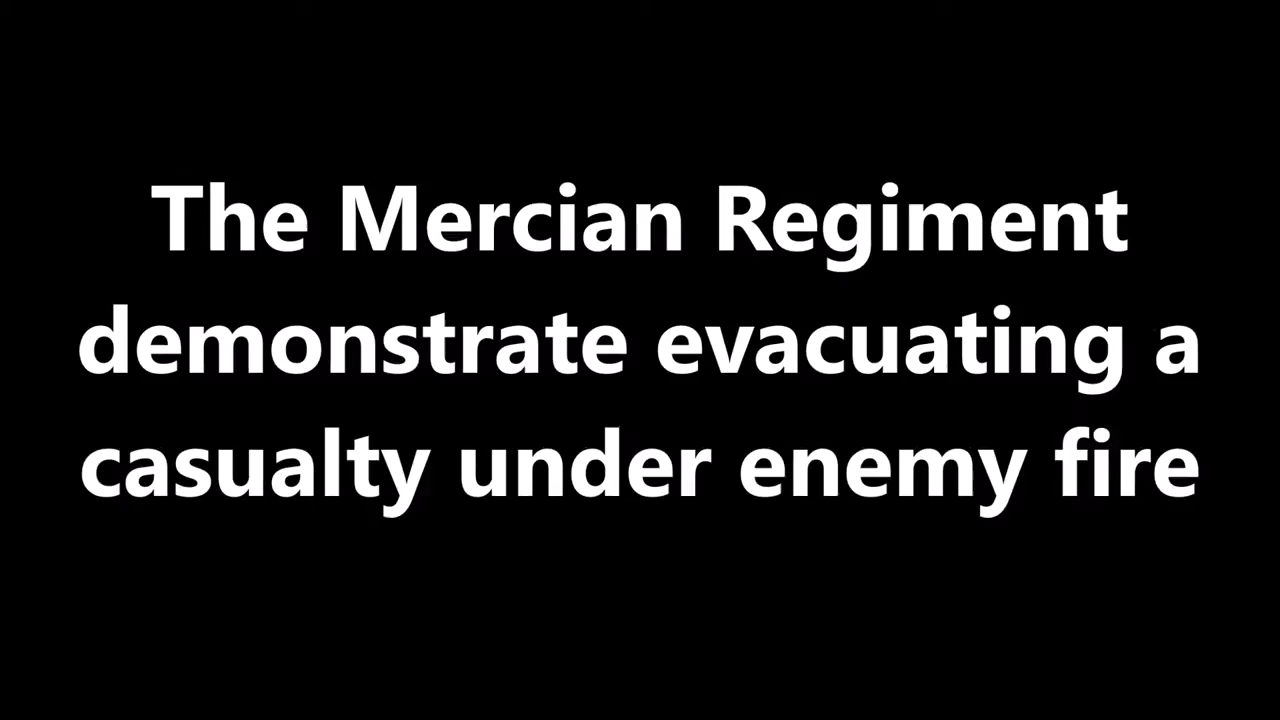 The Mercian Regiment
demonstrate evacuating a
casualty under enemy fire